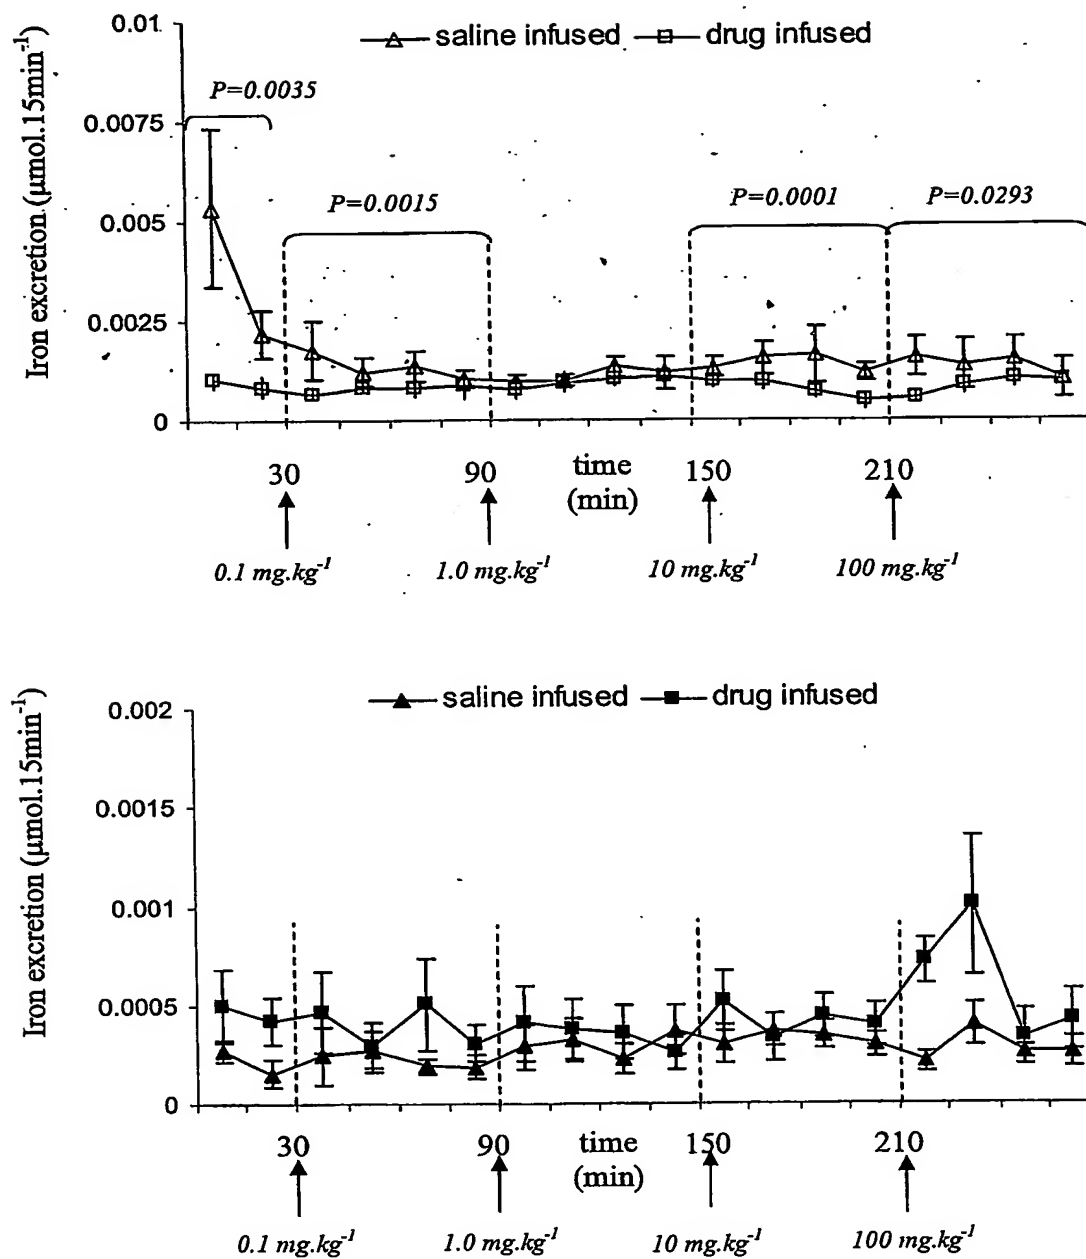 Iron excretion (μmol.15min⁻¹)
0.01
0.0075
0.005
0.0025
0
saline infused drug infused
P=0.0035
P=0.0015
P=0.0001
P=0.0293
30 90 time (min) 150 210
0.1 mg.kg⁻¹ 1.0 mg.kg⁻¹ 10 mg.kg⁻¹ 100 mg.kg⁻¹
Iron excretion (μmol.15min⁻¹)
0.002
0.0015
0.001
0.0005
0
saline infused drug infused
30 90 time (min) 150 210
0.1 mg.kg⁻¹ 1.0 mg.kg⁻¹ 10 mg.kg⁻¹ 100 mg.kg⁻¹